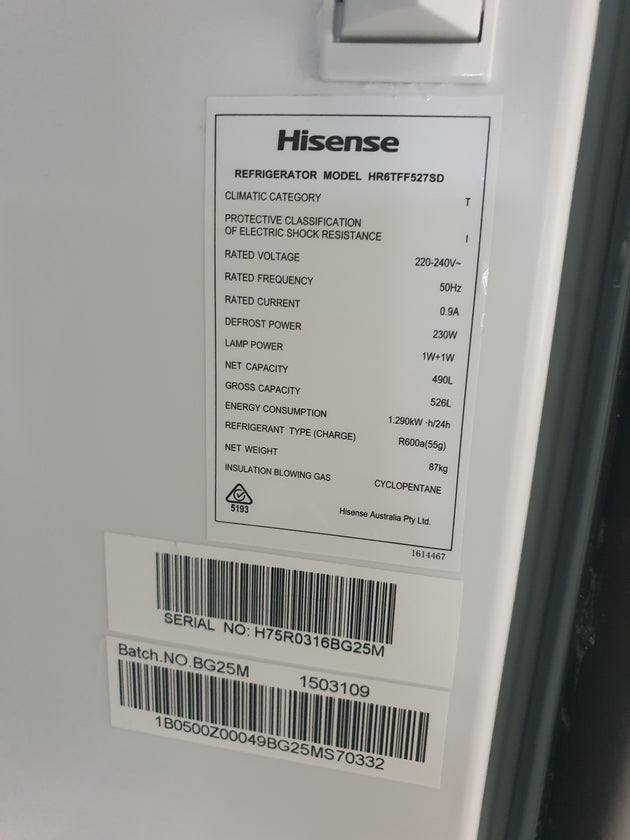 Hisense
REFRIGERATOR MODEL HR6TFF527SD
CLIMATIC CATEGORY T
PROTECTIVE CLASSIFICATION
OF ELECTRIC SHOCK RESISTANCE I
RATED VOLTAGE 220-240V~
RATED FREQUENCY 50Hz
RATED CURRENT 0.9A
DEFROST POWER 230W
LAMP POWER 1W+1W
NET CAPACITY 490L
GROSS CAPACITY 526L
ENERGY CONSUMPTION 1.290kW·h/24h
REFRIGERANT TYPE (CHARGE) R600a(55g)
NET WEIGHT 87kg
INSULATION BLOWING GAS CYCLOPENTANE
5193 Hisense Australia Pty Ltd.
1614467
SERIAL NO: H75R0316BG25M
Batch.NO.BG25M 1503109
1B0500Z00049BG25MS70332